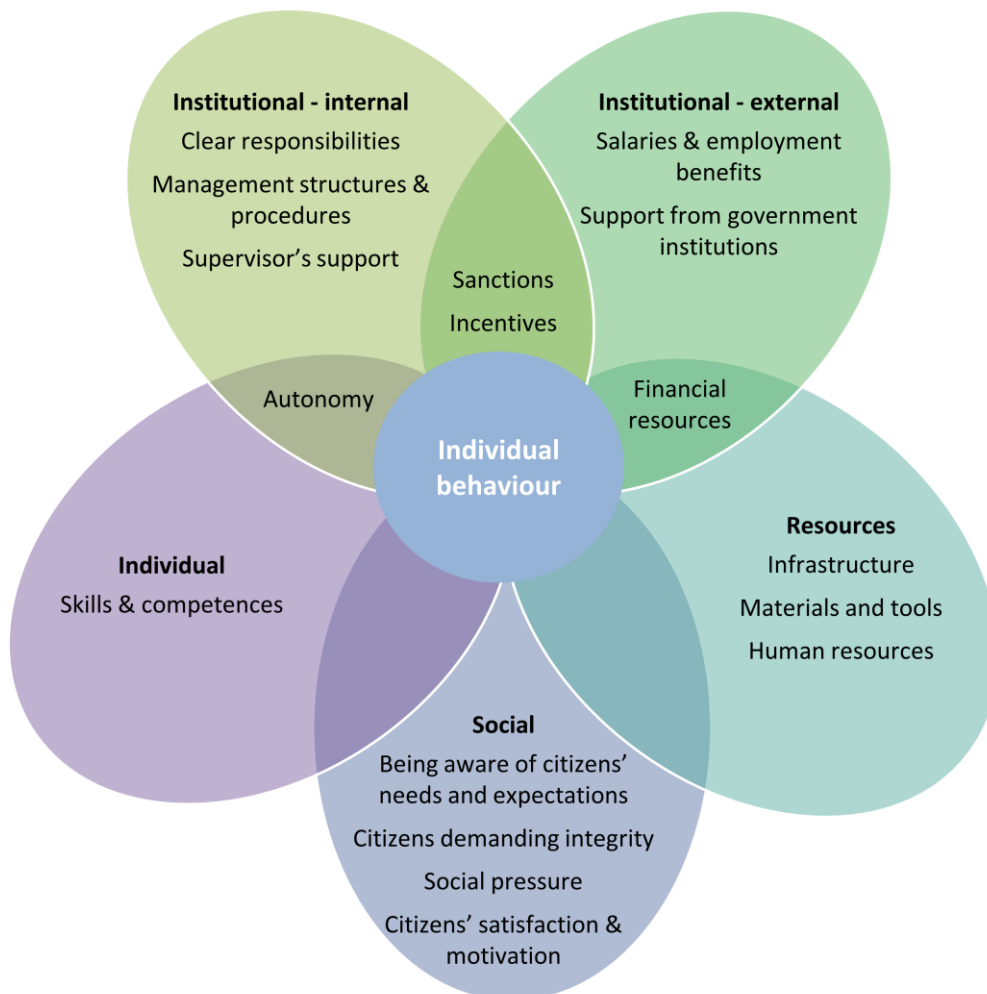 Institutional - internal
Clear responsibilities
Management structures &
procedures
Supervisor’s support
Institutional - external
Salaries & employment
benefits
Support from government
institutions
Sanctions
Incentives
Autonomy
Financial
resources
Individual
behaviour
Individual
Skills & competences
Resources
Infrastructure
Materials and tools
Human resources
Social
Being aware of citizens’
needs and expectations
Citizens demanding integrity
Social pressure
Citizens’ satisfaction &
motivation